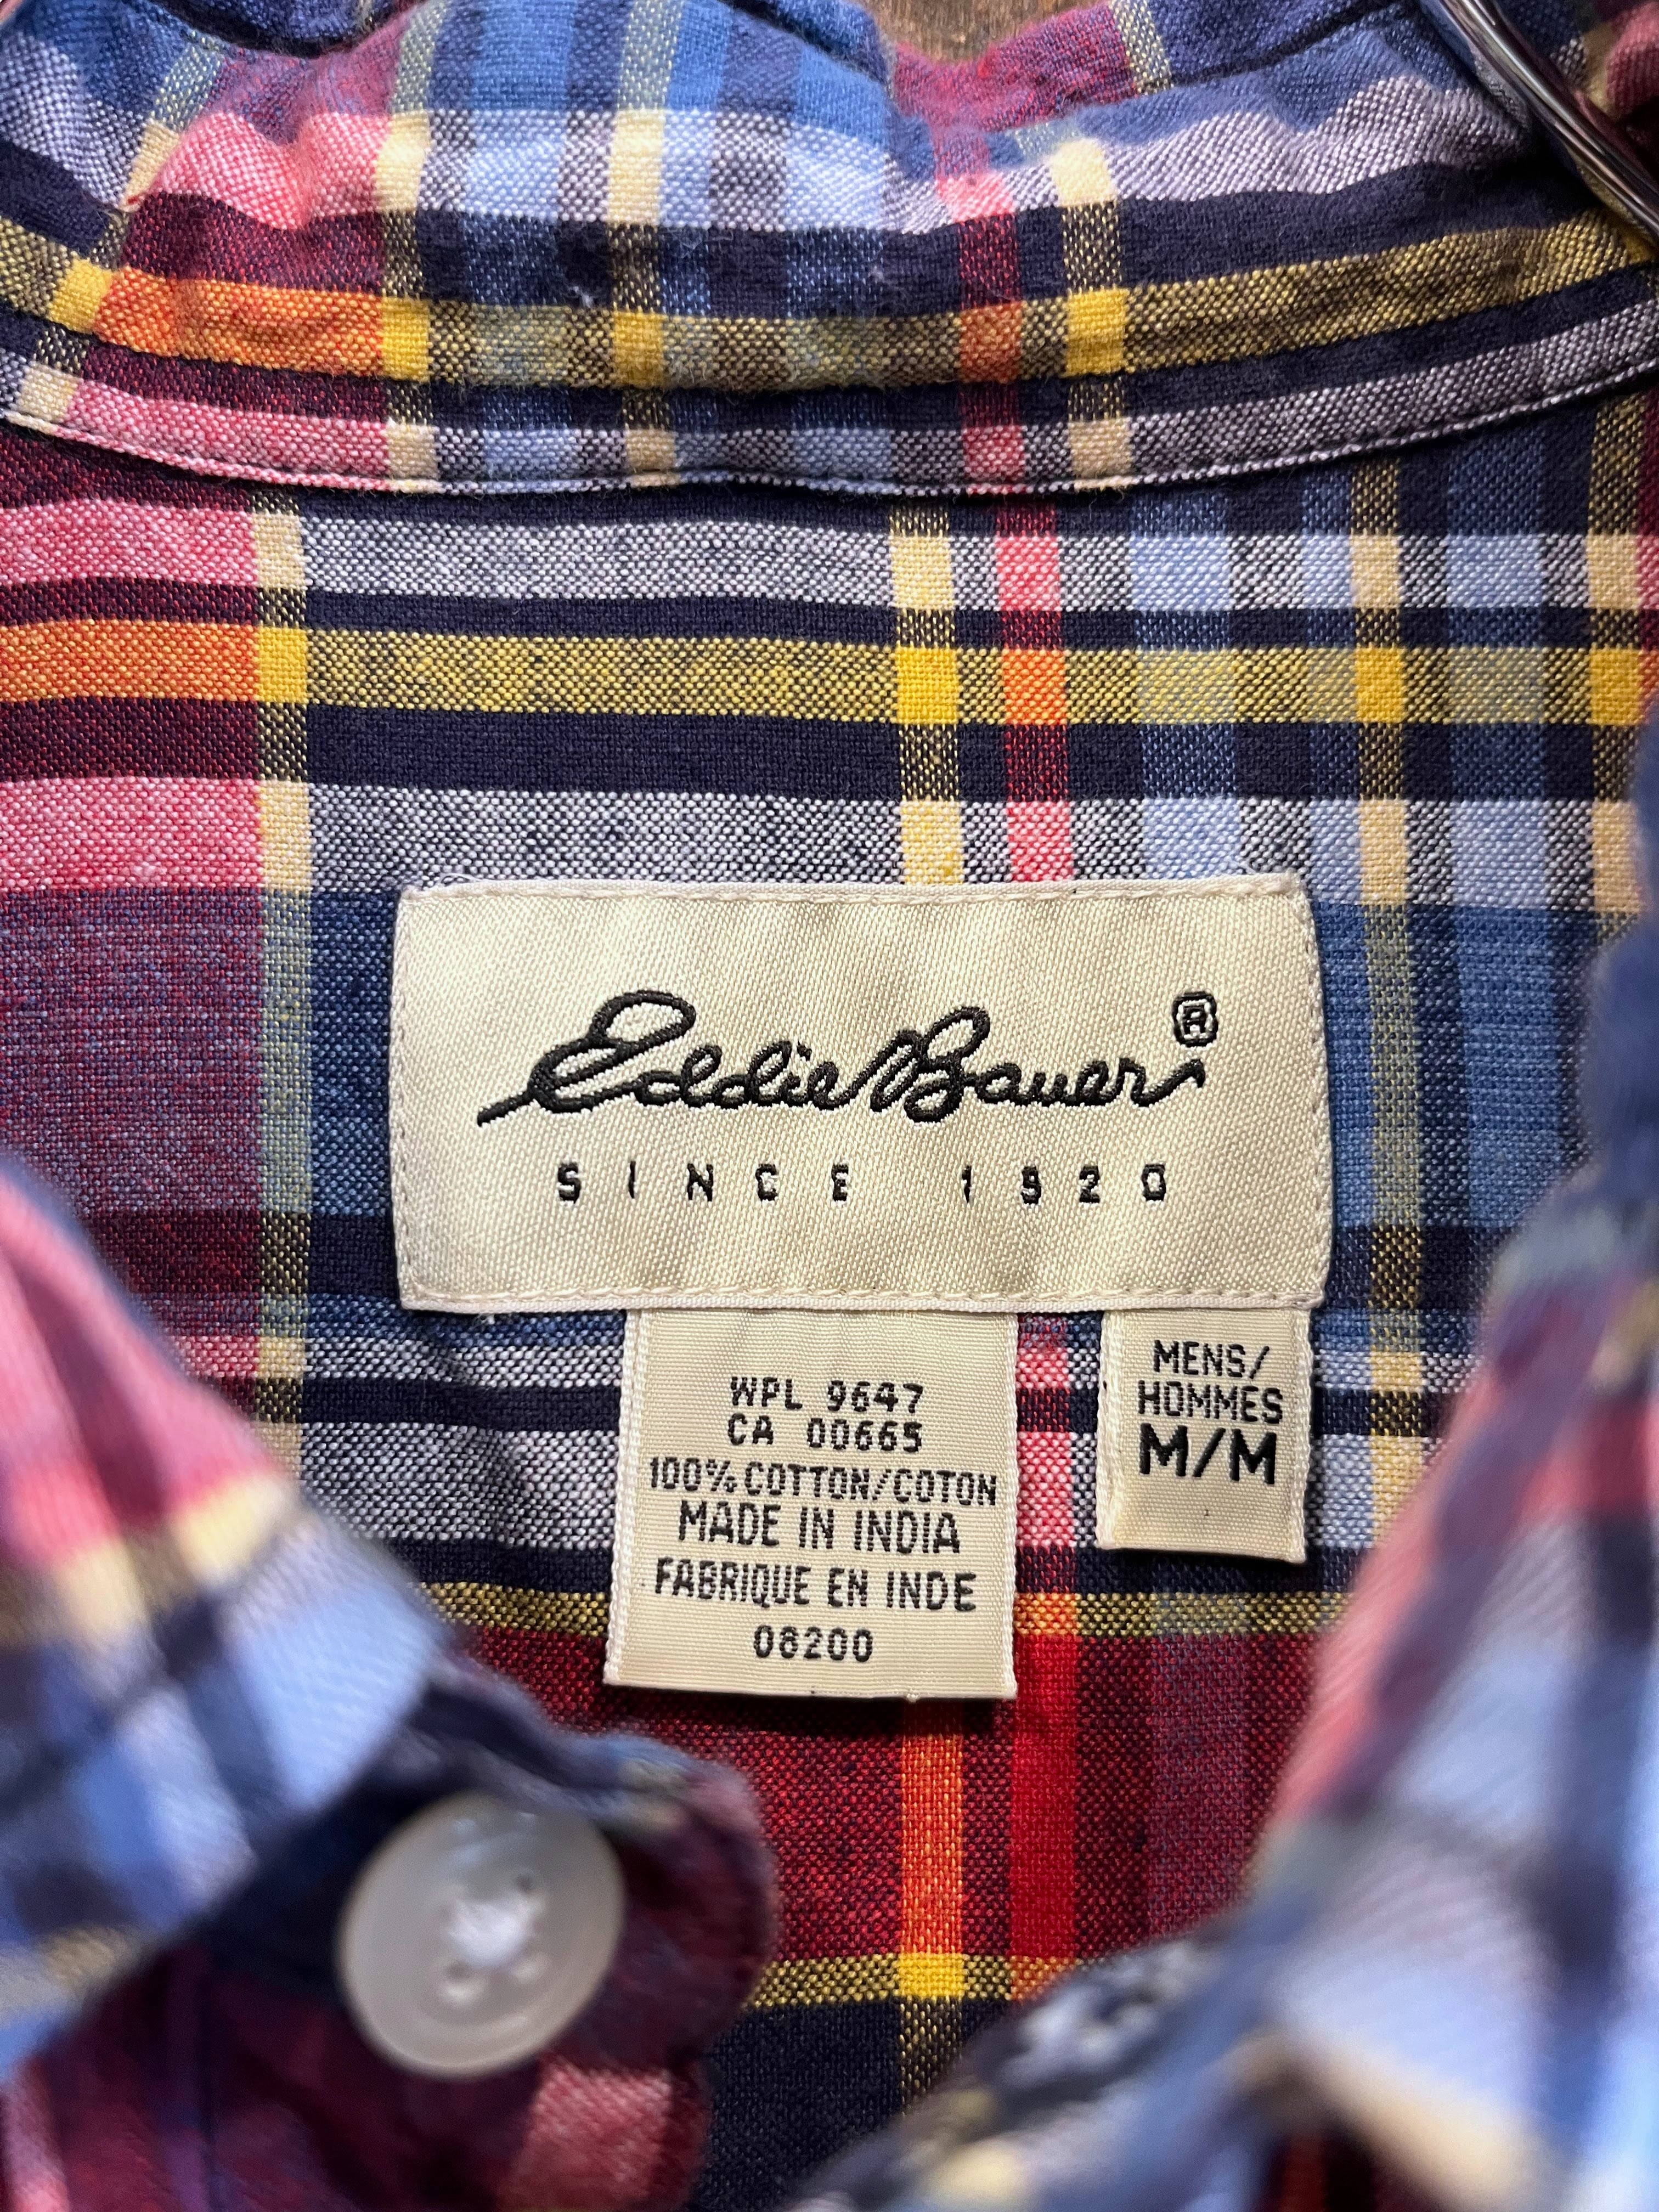 Eddie Bauer®
SINCE 1920
WPL 9647
CA 00665
100% COTTON/COTON
MADE IN INDIA
FABRIQUE EN INDE
08200
MENS/
HOMMES
M/M